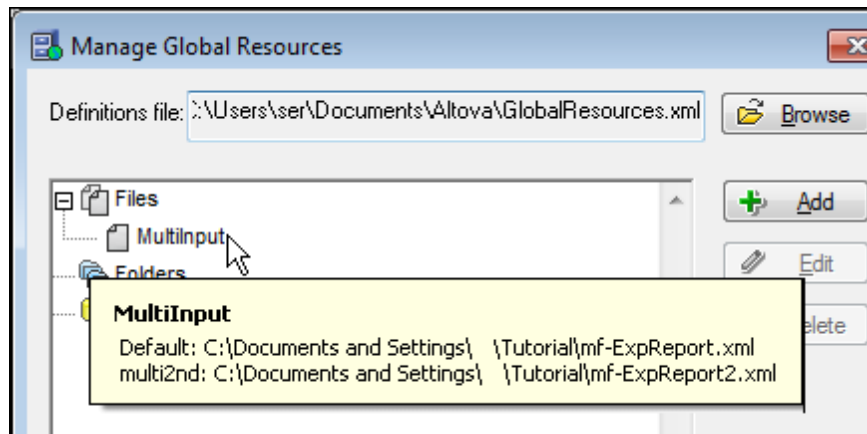 Manage Global Resources
Definitions file: :\Users\ser\Documents\Altova\GlobalResources.xml Browse
Files
Add
MultiInput
Edit
Folders
MultiInput
Default: C:\Documents and Settings\ \Tutorial\mf-ExpReport.xml
multi2nd: C:\Documents and Settings\ \Tutorial\mf-ExpReport2.xml
elete